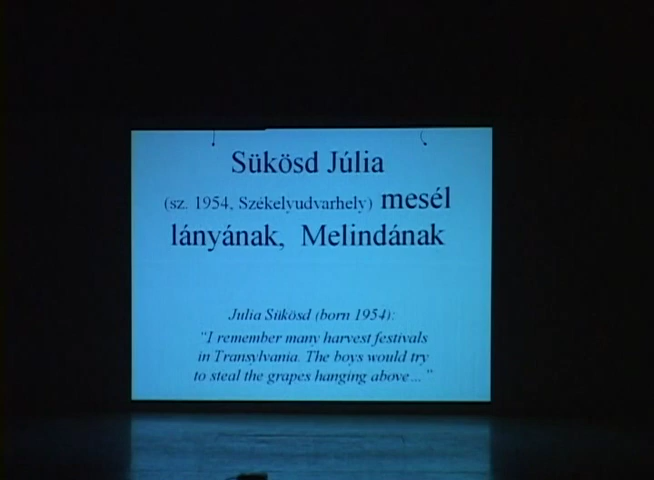 Sükösd Júlia
(sz. 1954, Székelyudvarhely) mesél
lányának, Melindának
Julia Sükösd (born 1954):
"I remember many harvest festivals
in Transylvania. The boys would try
to steal the grapes hanging above... "